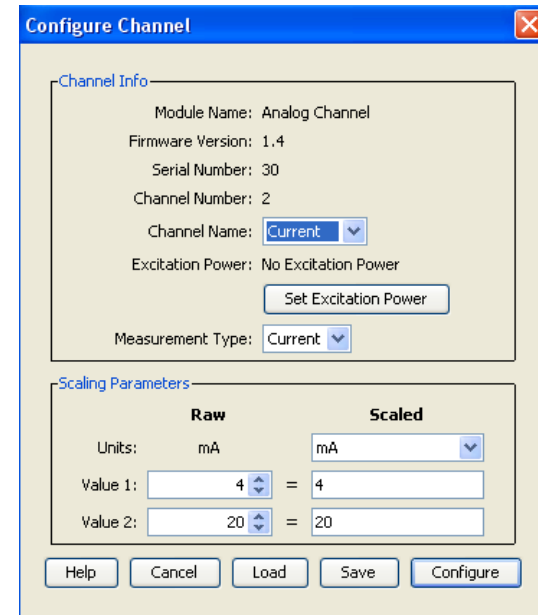 Configure Channel
Channel Info
Module Name: Analog Channel
Firmware Version: 1.4
Serial Number: 30
Channel Number: 2
Channel Name: Current
Excitation Power: No Excitation Power
Set Excitation Power
Measurement Type: Current
Scaling Parameters
Raw Scaled
Units: mA mA
Value 1: 4 = 4
Value 2: 20 = 20
Help Cancel Load Save Configure